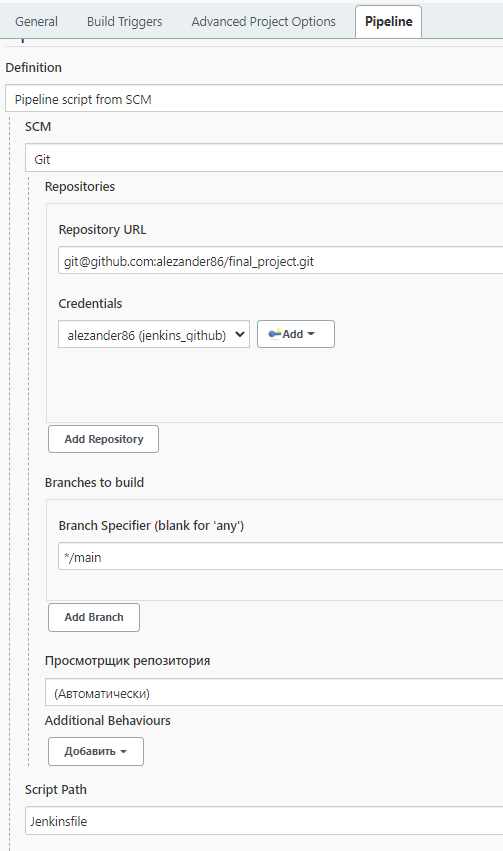 General Build Triggers Advanced Project Options Pipeline
Definition
Pipeline script from SCM
SCM
Git
Repositories
Repository URL
git@github.com:alezander86/final_project.git
Credentials
alezander86 (jenkins_github) Add
Add Repository
Branches to build
Branch Specifier (blank for 'any')
*/main
Add Branch
Просмотрщик репозитория
(Автоматически)
Additional Behaviours
Добавить
Script Path
Jenkinsfile